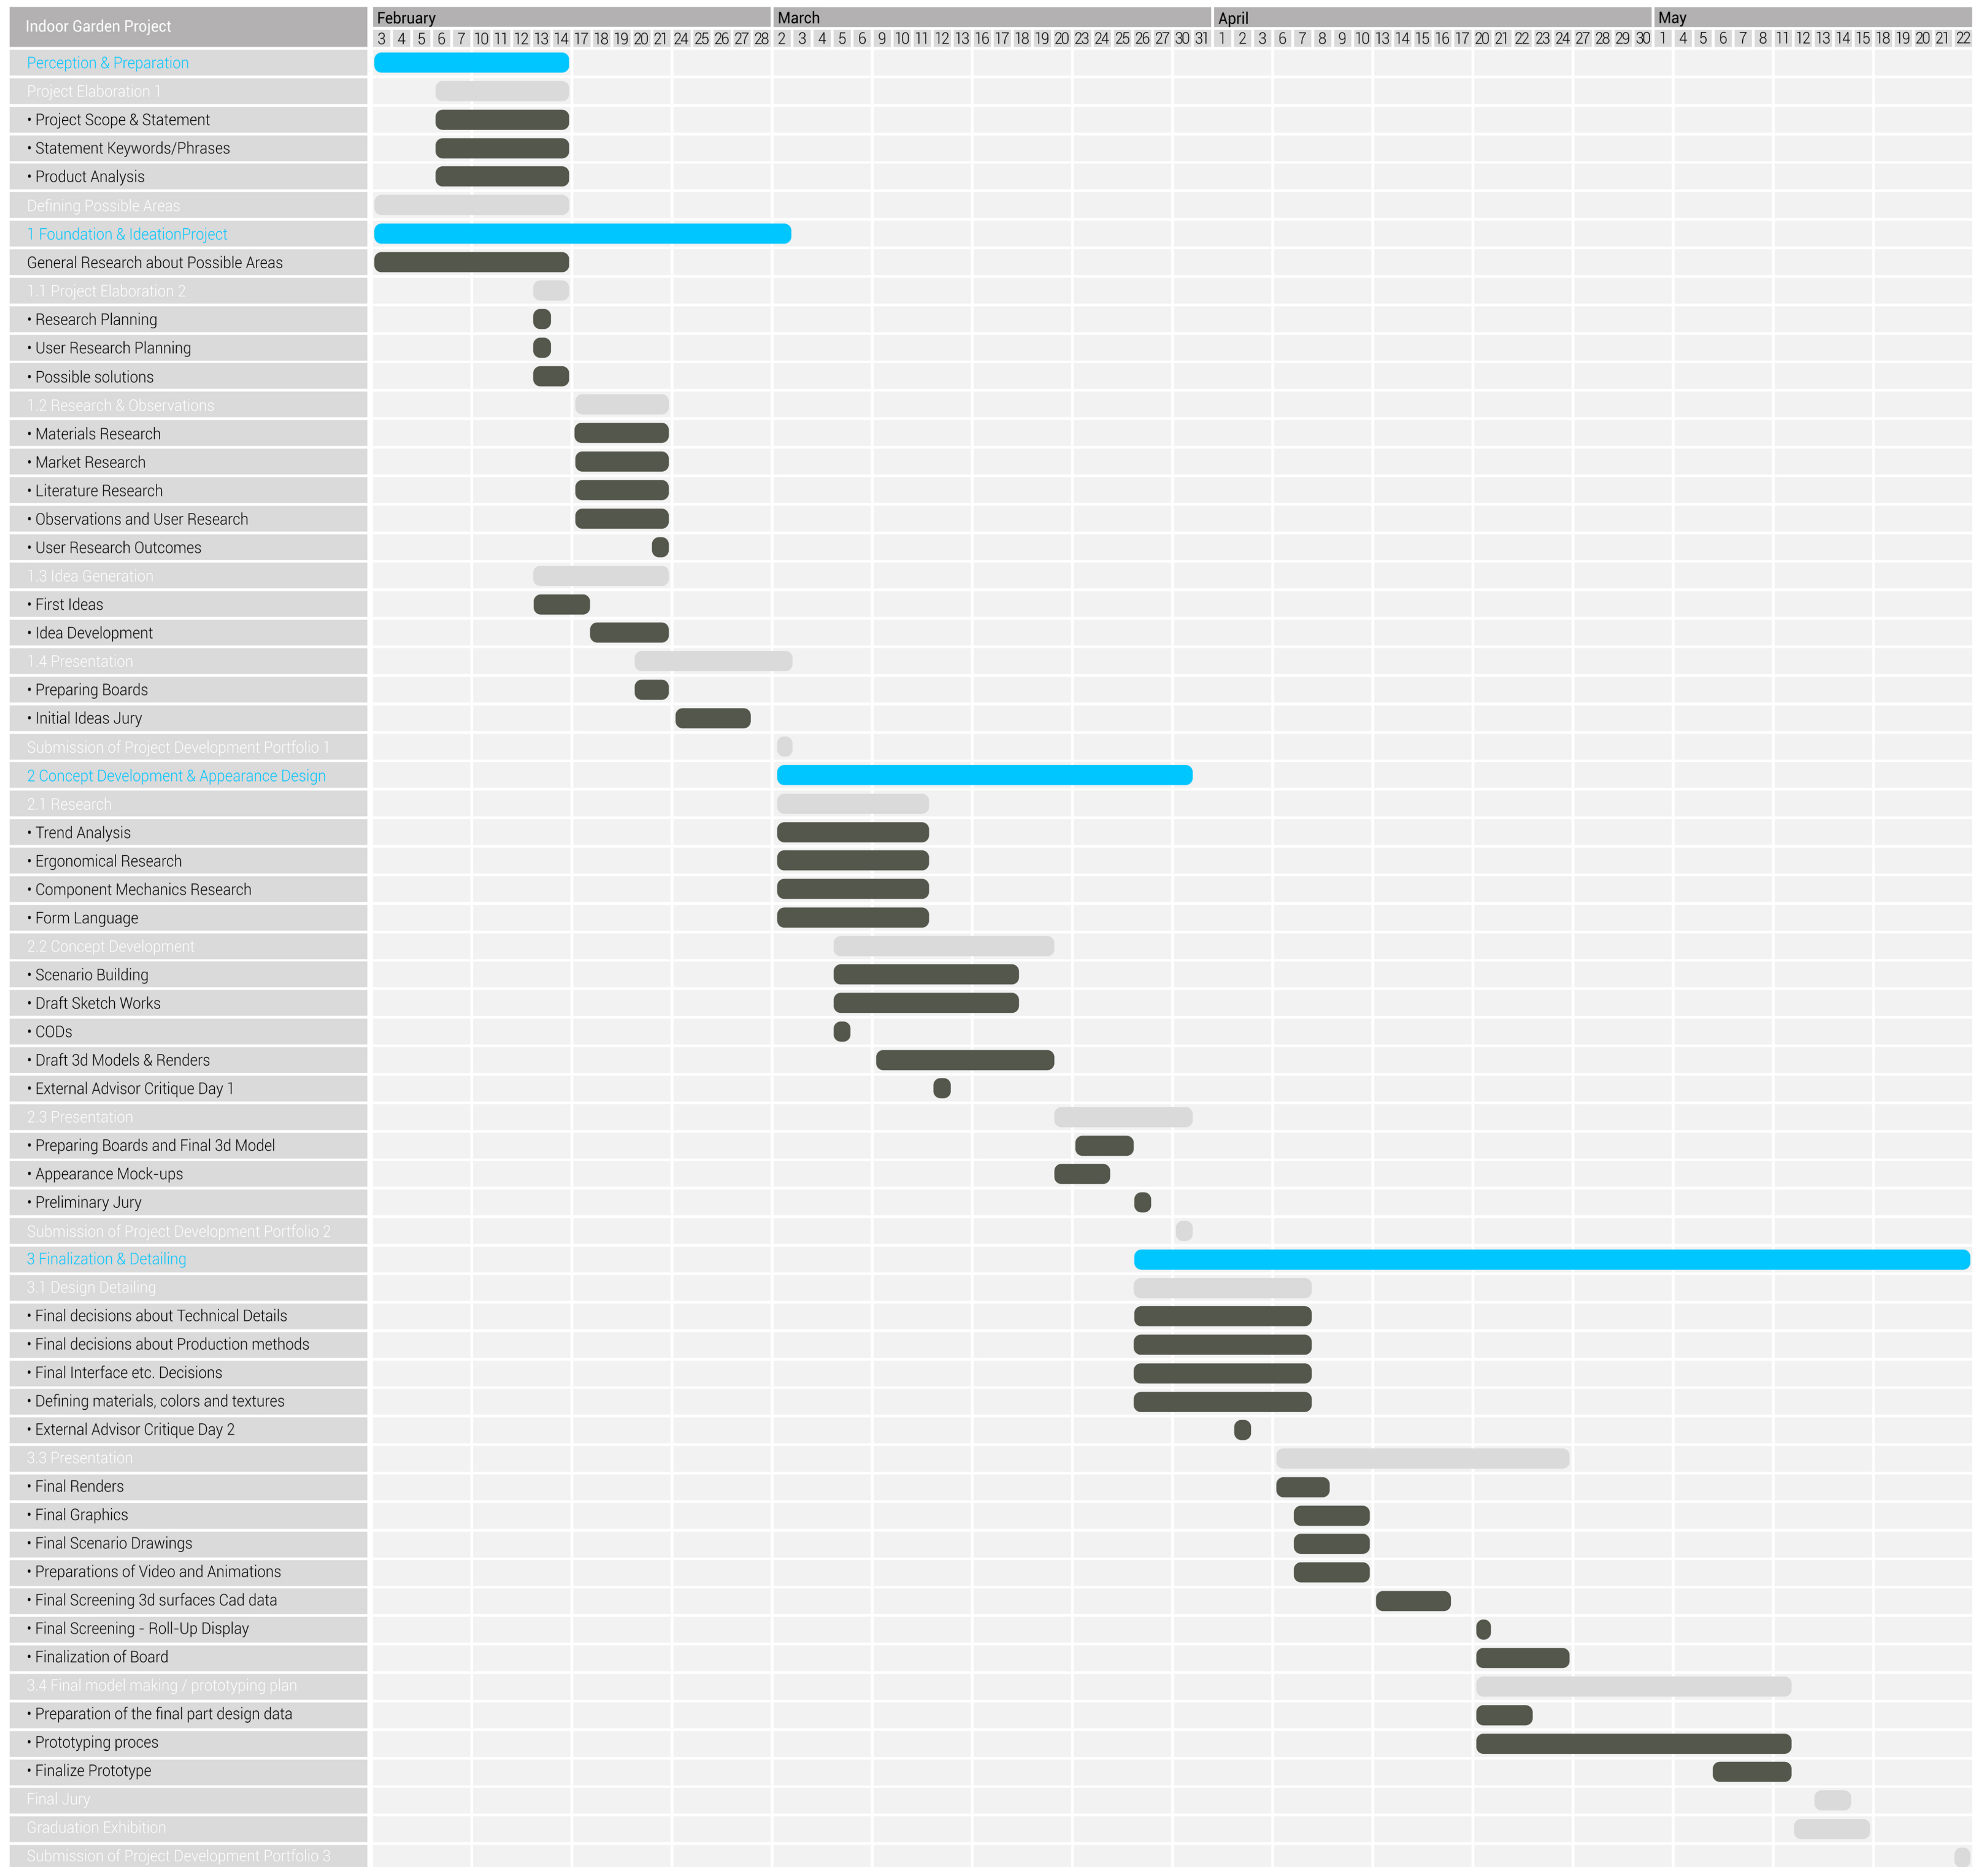 Indoor Garden Project
February March April May
3 4 5 6 7 10 11 12 13 14 17 18 19 20 21 24 25 26 27 28 2 3 4 5 6 9 10 11 12 13 16 17 18 19 20 23 24 25 26 27 30 31 1 2 3 6 7 8 9 10 13 14 15 16 17 20 21 22 23 24 27 28 29 30 1 4 5 6 7 8 11 12 13 14 15 18 19 20 21 22
Perception & Preparation
Project Elaboration 1
• Project Scope & Statement
• Statement Keywords/Phrases
• Product Analysis
Defining Possible Areas
1 Foundation & IdeationProject
General Research about Possible Areas
1.1 Project Elaboration 2
• Research Planning
• User Research Planning
• Possible solutions
1.2 Research & Observations
• Materials Research
• Market Research
• Literature Research
• Observations and User Research
• User Research Outcomes
1.3 Idea Generation
• First Ideas
• Idea Development
1.4 Presentation
• Preparing Boards
• Initial Ideas Jury
Submission of Project Development Portfolio 1
2 Concept Development & Appearance Design
2.1 Research
• Trend Analysis
• Ergonomical Research
• Component Mechanics Research
• Form Language
2.2 Concept Development
• Scenario Building
• Draft Sketch Works
• CODs
• Draft 3d Models & Renders
• External Advisor Critique Day 1
2.3 Presentation
• Preparing Boards and Final 3d Model
• Appearance Mock-ups
• Preliminary Jury
Submission of Project Development Portfolio 2
3 Finalization & Detailing
3.1 Design Detailing
• Final decisions about Technical Details
• Final decisions about Production methods
• Final Interface etc. Decisions
• Defining materials, colors and textures
• External Advisor Critique Day 2
3.3 Presentation
• Final Renders
• Final Graphics
• Final Scenario Drawings
• Preparations of Video and Animations
• Final Screening 3d surfaces Cad data
• Final Screening - Roll-Up Display
• Finalization of Board
3.4 Final model making / prototyping plan
• Preparation of the final part design data
• Prototyping proces
• Finalize Prototype
Final Jury
Graduation Exhibition
Submission of Project Development Portfolio 3